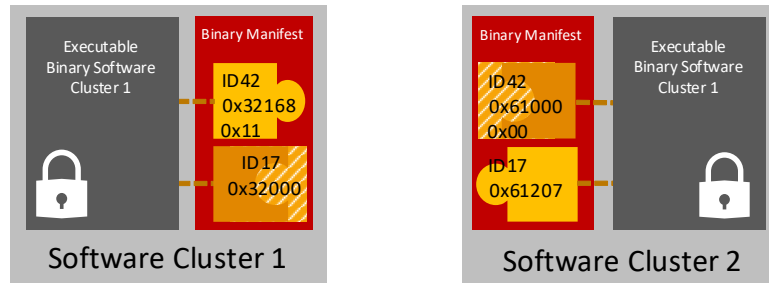 Executable
Binary Software
Cluster 1
Binary Manifest
ID42
0x32168
0x11
ID17
0x32000
Software Cluster 1
Binary Manifest
ID42
0x61000
0x00
ID17
0x61207
Executable
Binary Software
Cluster 1
Software Cluster 2